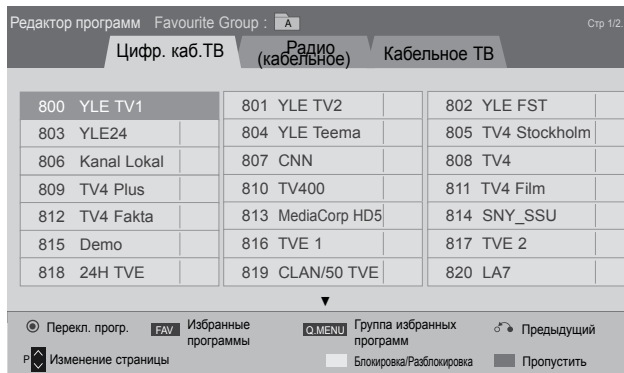 Редактор программ Favourite Group : A Стр 1/2.
Цифр. каб.ТВ Радио (кабельное) Кабельное ТВ
800 YLE TV1 801 YLE TV2 802 YLE FST
803 YLE24 804 YLE Teema 805 TV4 Stockholm
806 Kanal Lokal 807 CNN 808 TV4
809 TV4 Plus 810 TV400 811 TV4 Film
812 TV4 Fakta 813 MediaCorp HD5 814 SNY_SSU
815 Demo 816 TVE 1 817 TVE 2
818 24H TVE 819 CLAN/50 TVE 820 LA7
Перекл. прогр. FAV Избранные программы Q.MENU Группа избранных программ Предыдущий
P Изменение страницы Блокировка/Разблокировка Пропустить